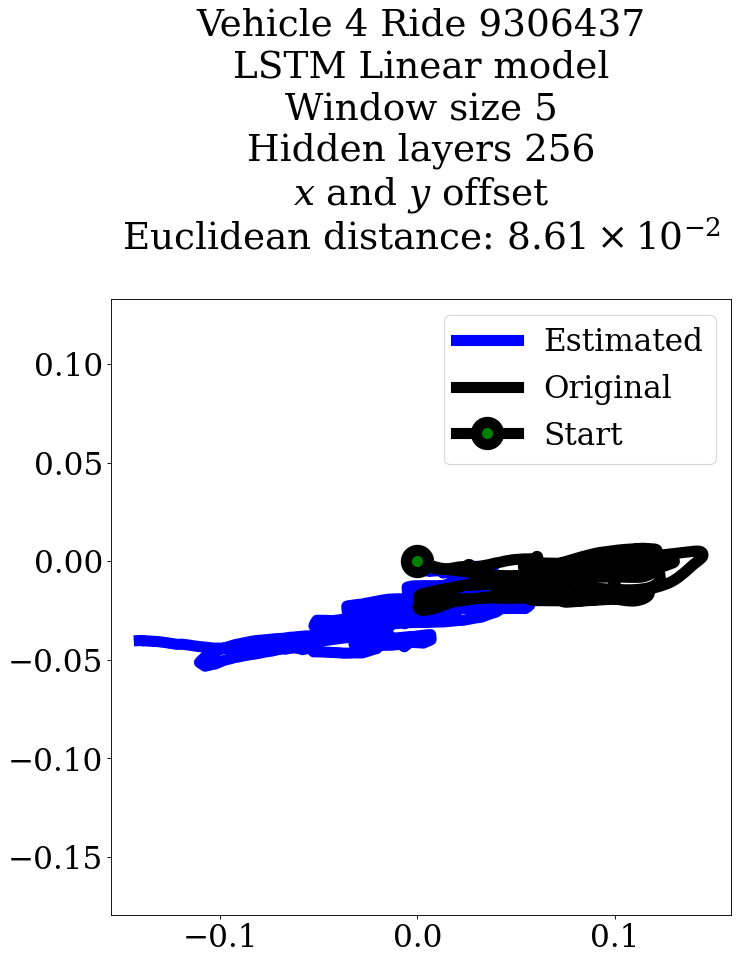 Vehicle 4 Ride 9306437
LSTM Linear model
Window size 5
Hidden layers 256
x and y offset
Euclidean distance: 8.61 × 10⁻²
Estimated
Original
Start
0.10
0.05
0.00
−0.05
−0.10
−0.15
−0.1
0.0
0.1